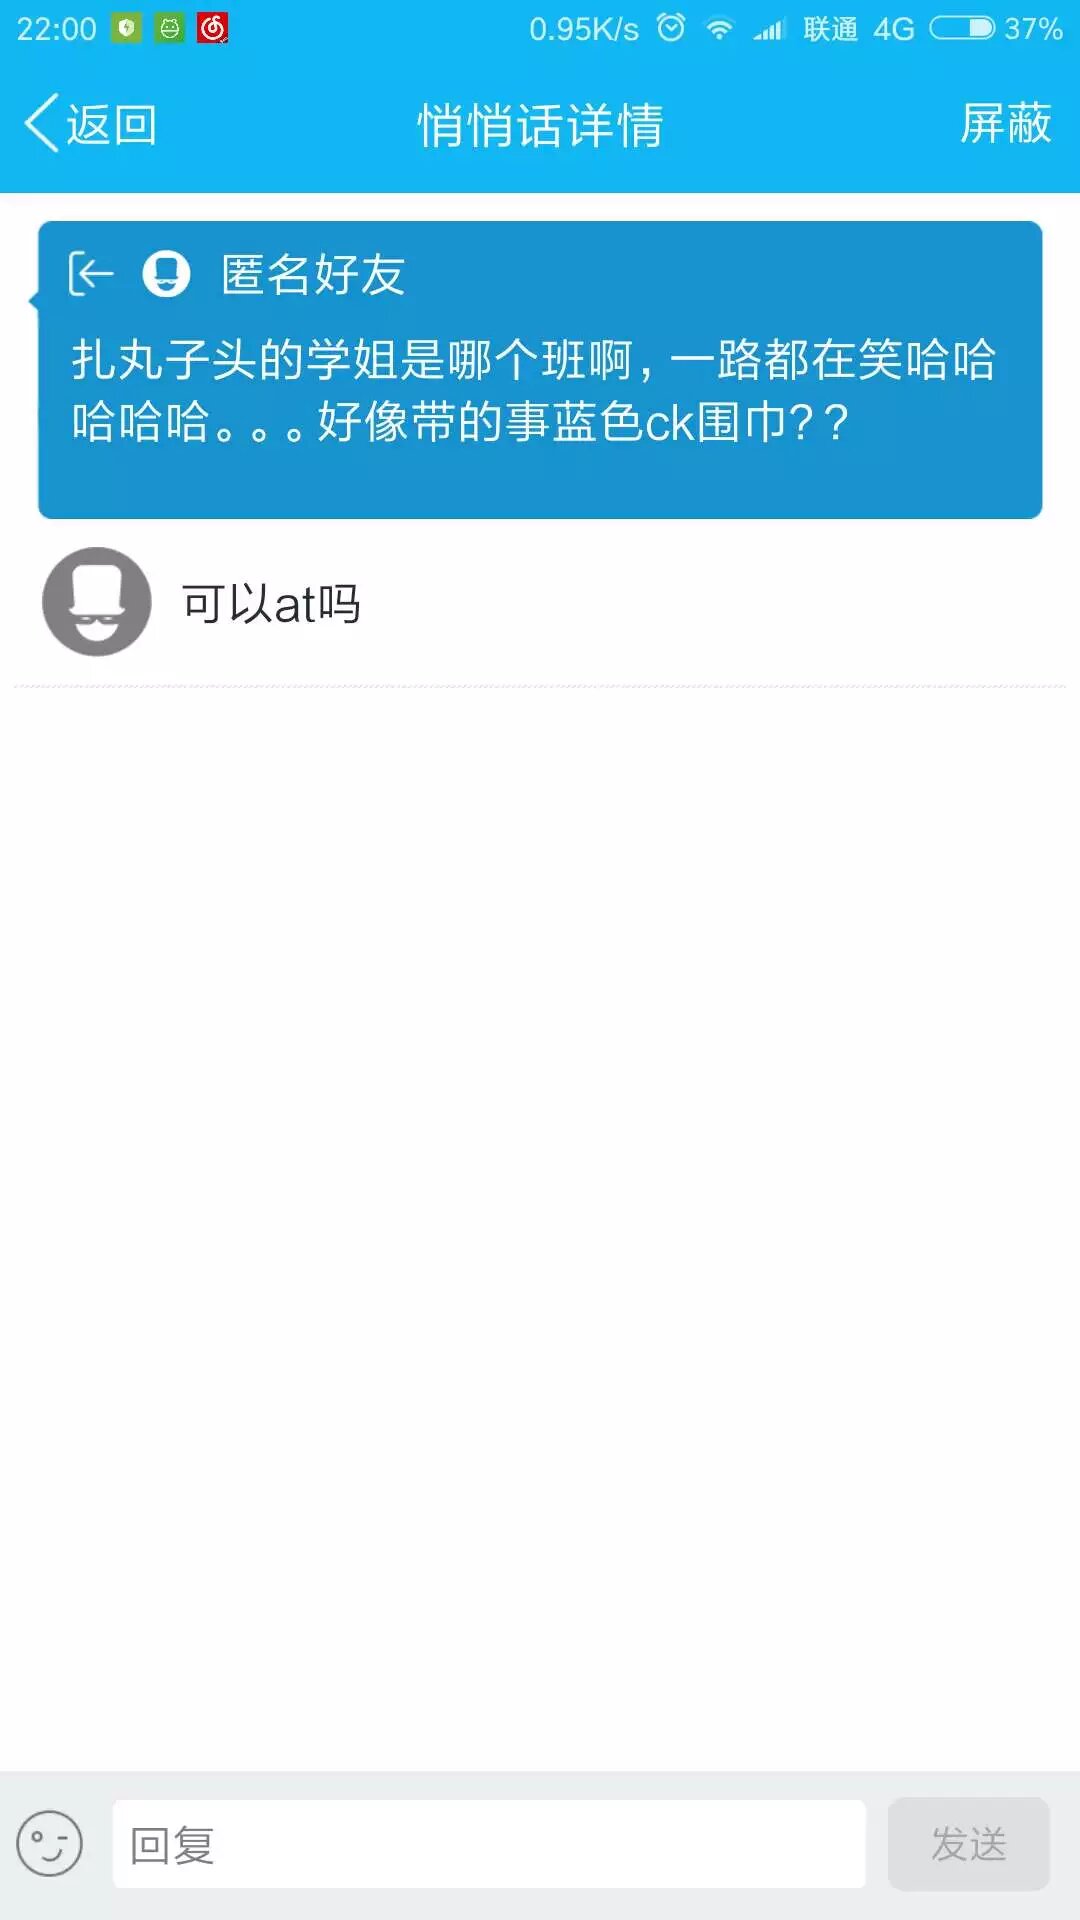 22:00 0.95K/s 联通 4G 37%
返回 悄悄话详情 屏蔽
匿名好友
扎丸子头的学姐是哪个班啊，一路都在笑哈哈
哈哈哈。。。好像带的事蓝色ck围巾？？
可以at吗
回复 发送